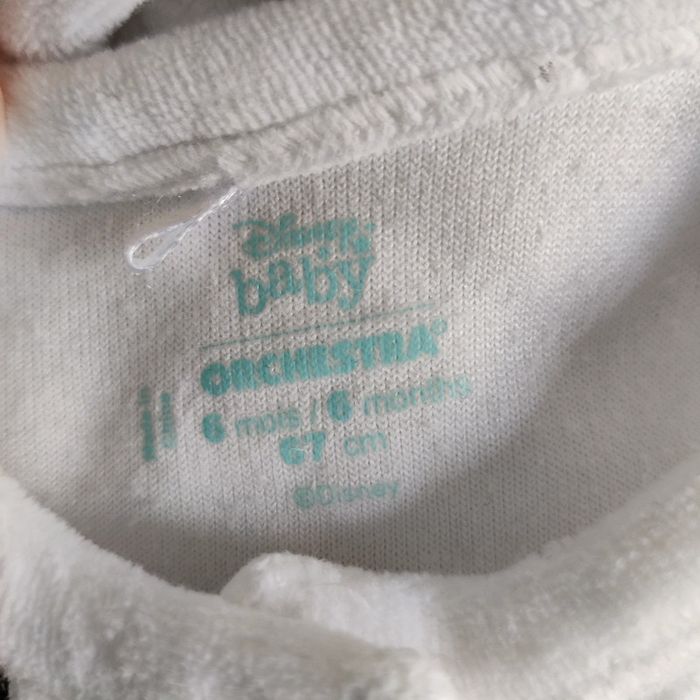 Disney
baby
ORCHESTRA®
6 mois / 6 months
67 cm
©Disney